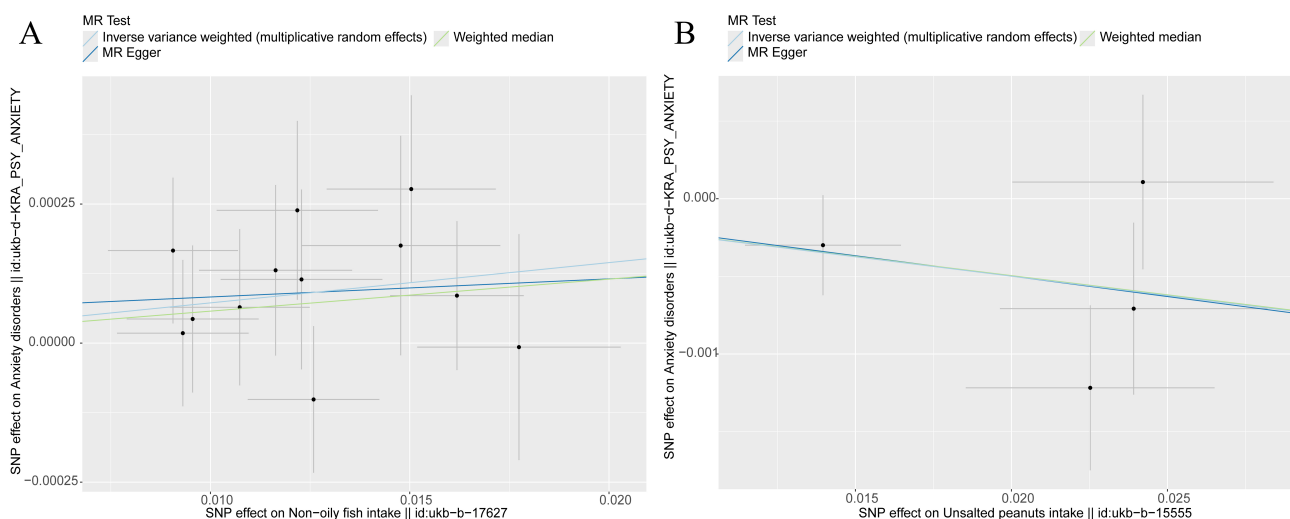 A
MR Test
Inverse variance weighted (multiplicative random effects)
Weighted median
MR Egger
SNP effect on Anxiety disorders || id:ukb−d−KRA_PSY_ANXIETY
0.00025
0.00000
−0.00025
0.010
0.015
0.020
SNP effect on Non−oily fish intake || id:ukb−b−17627
B
MR Test
Inverse variance weighted (multiplicative random effects)
Weighted median
MR Egger
SNP effect on Anxiety disorders || id:ukb−d−KRA_PSY_ANXIETY
0.000
−0.001
0.015
0.020
0.025
SNP effect on Unsalted peanuts intake || id:ukb−b−15555